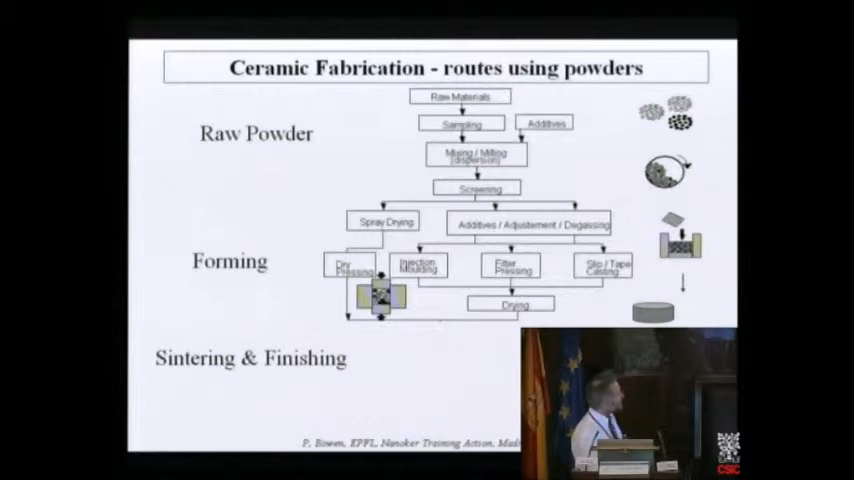 Ceramic Fabrication - routes using powders
Raw Materials
Raw Powder
Sampling
Additives
Mixing / Milling
(dispersion)
Screening
Spray Drying
Additives / Adjustement / Degassing
Forming
Dry
Pressing
Injection
Moulding
Filter
Pressing
Slip / Tape
Casting
Drying
Sintering & Finishing
P. Bowen, EPFL, Nanoker Training Action, Mad
CSIC